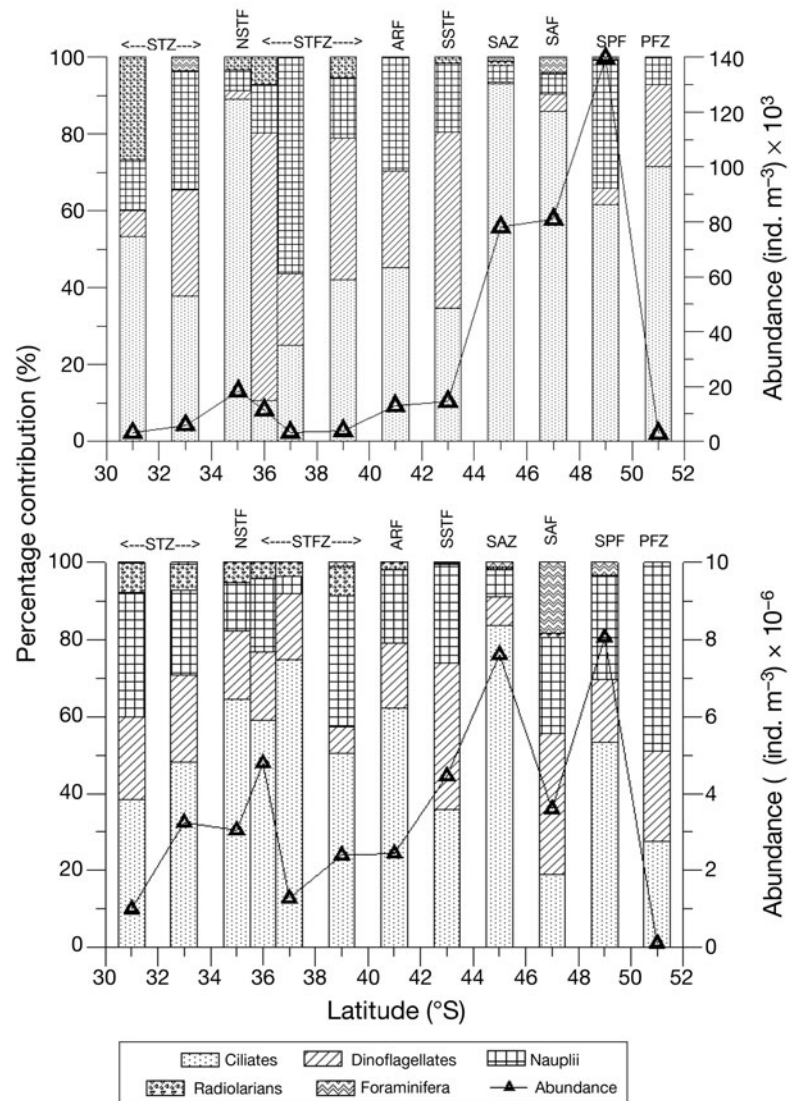 <---STZ---> NSTF <----STFZ----> ARF SSTF SAZ SAF SPF PFZ
100 140
120
80 100
60 80
40 60
40
20 20
0 0
30 32 34 36 38 40 42 44 46 48 50 52
Percentage contribution (%)
Abundance (ind. m–3) × 103
<---STZ---> NSTF <----STFZ----> ARF SSTF SAZ SAF SPF PFZ
100 10
80 8
60 6
40 4
20 2
0 0
30 32 34 36 38 40 42 44 46 48 50 52
Abundance ( (ind. m–3) × 10–6
Latitude (°S)
Ciliates Dinoflagellates Nauplii
Radiolarians Foraminifera Abundance